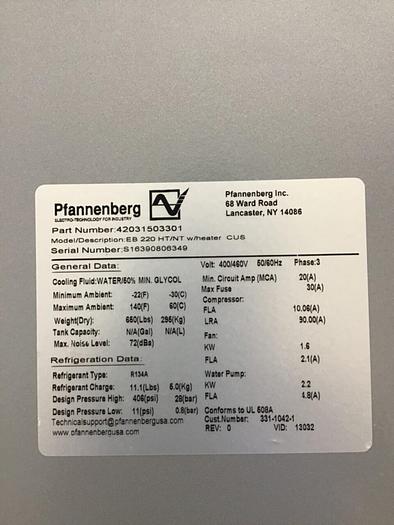 Pfannenberg
ELECTRO-TECHNOLOGY FOR INDUSTRY
Pfannenberg Inc.
68 Ward Road
Lancaster, NY 14086
Part Number:42031503301
Model/Description:EB 220 HT/NT w/heater CUS
Serial Number:S16390806349
General Data:
Cooling Fluid:WATER/50% MIN. GLYCOL
Minimum Ambient: -22(F) -30(C)
Maximum Ambient: 140(F) 60(C)
Weight(Dry): 650(Lbs) 295(Kg)
Tank Capacity: N/A(Gal) N/A(L)
Max. Noise Level: 72(dBa)
Refrigeration Data:
Refrigerant Type: R134A
Refrigerant Charge: 11.1(Lbs) 5.0(Kg)
Design Pressure High: 406(psi) 28(bar)
Design Pressure Low: 11(psi) 0.8(bar)
Technicalsupport@pfannenbergusa.com
www.pfannenbergusa.com
Volt: 400/460V 50/60Hz Phase:3
Min. Circuit Amp (MCA) 20(A)
Max Fuse 30(A)
Compressor:
FLA 10.06(A)
LRA 90.00(A)
Fan:
KW 1.6
FLA 2.1(A)
Water Pump:
KW 2.2
FLA 4.8(A)
Conforms to UL 508A
Cust.Number: 331-1042-1
REV: 0 VID: 13032